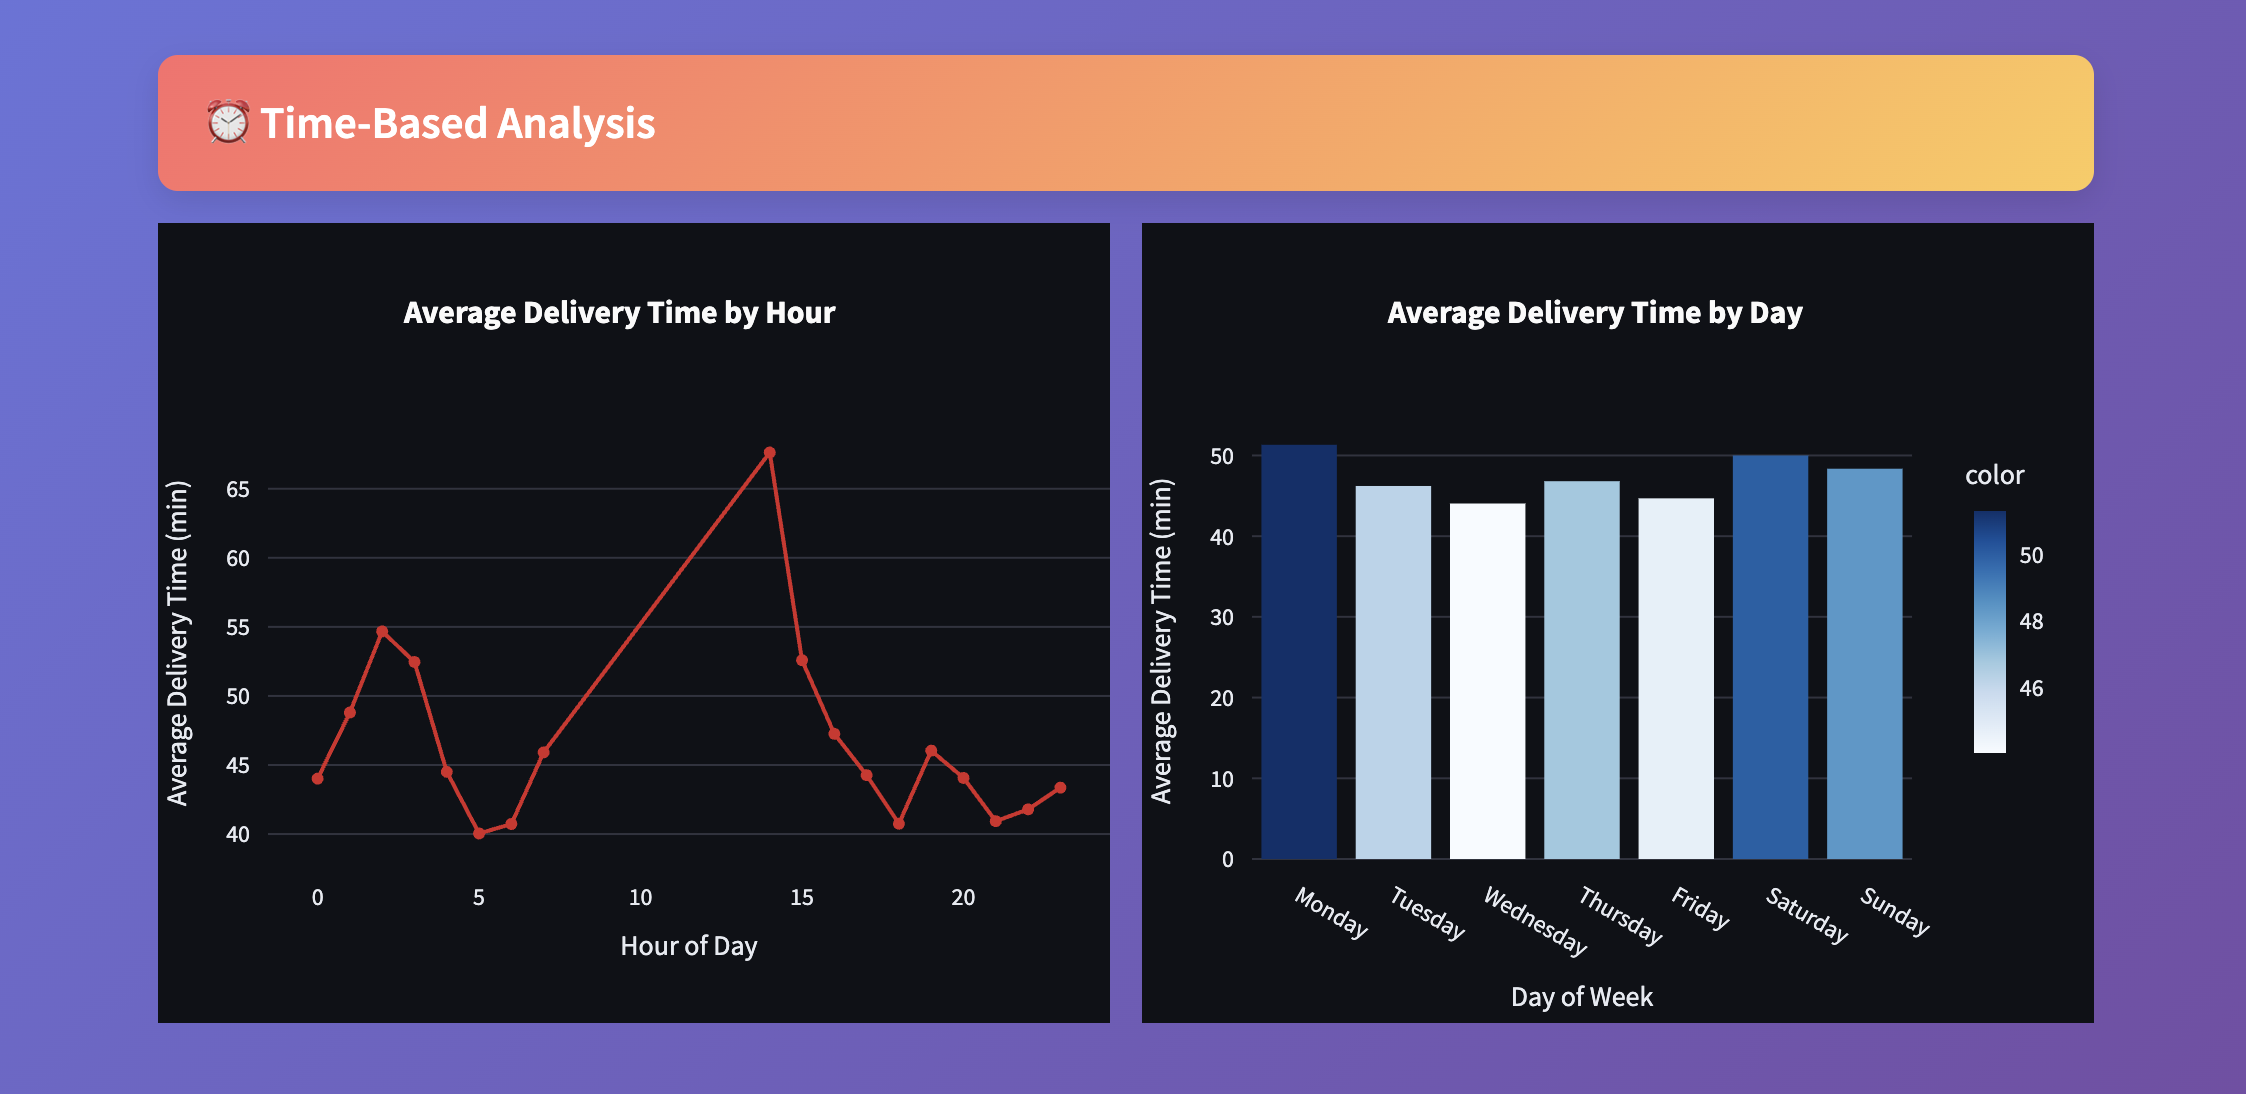 ⏰ Time-Based Analysis
Average Delivery Time by Hour
Average Delivery Time (min)
65
60
55
50
45
40
0 5 10 15 20
Hour of Day
Average Delivery Time by Day
Average Delivery Time (min)
50
40
30
20
10
0
Monday Tuesday Wednesday Thursday Friday Saturday Sunday
Day of Week
color
50
48
46